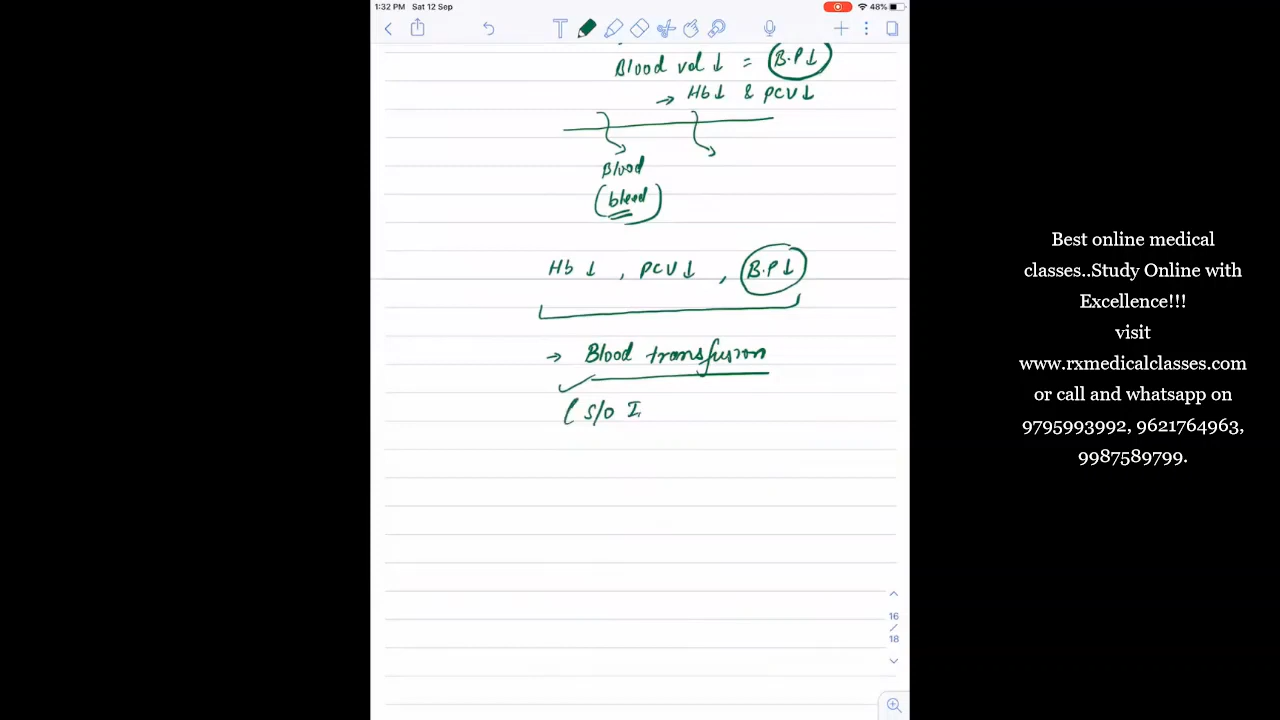 1:32 PM Sat 12 Sep
48%
Blood vol ↓ = B.P↓
→ Hb↓ & PCV↓
Blood
(bleed)
Hb ↓ , PCV↓ , B.P↓
→ Blood transfusion
( S/O I
16
/
18
Best online medical
classes..Study Online with
Excellence!!!
visit
www.rxmedicalclasses.com
or call and whatsapp on
9795993992, 9621764963,
9987589799.